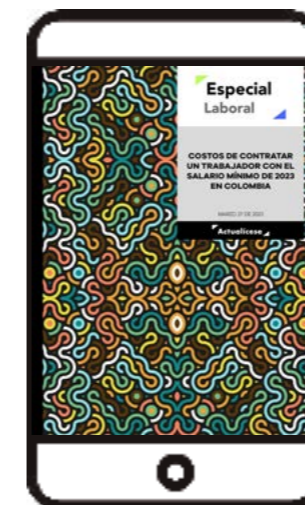 Especial
Laboral
COSTOS DE CONTRATAR
UN TRABAJADOR CON EL
SALARIO MÍNIMO DE 2023
EN COLOMBIA
Actualícese